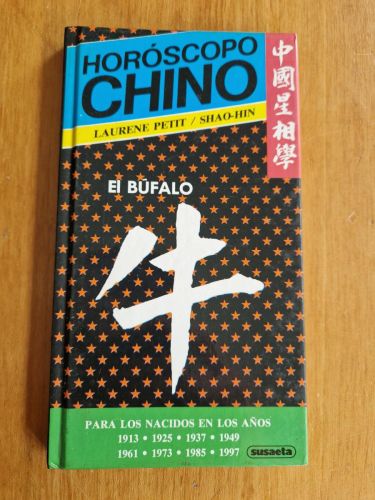 HORÓSCOPO
CHINO
LAURENE PETIT / SHAO-HIN
中國星相學
El BÚFALO
牛
PARA LOS NACIDOS EN LOS AÑOS
1913 • 1925 • 1937 • 1949
1961 • 1973 • 1985 • 1997
susaeta